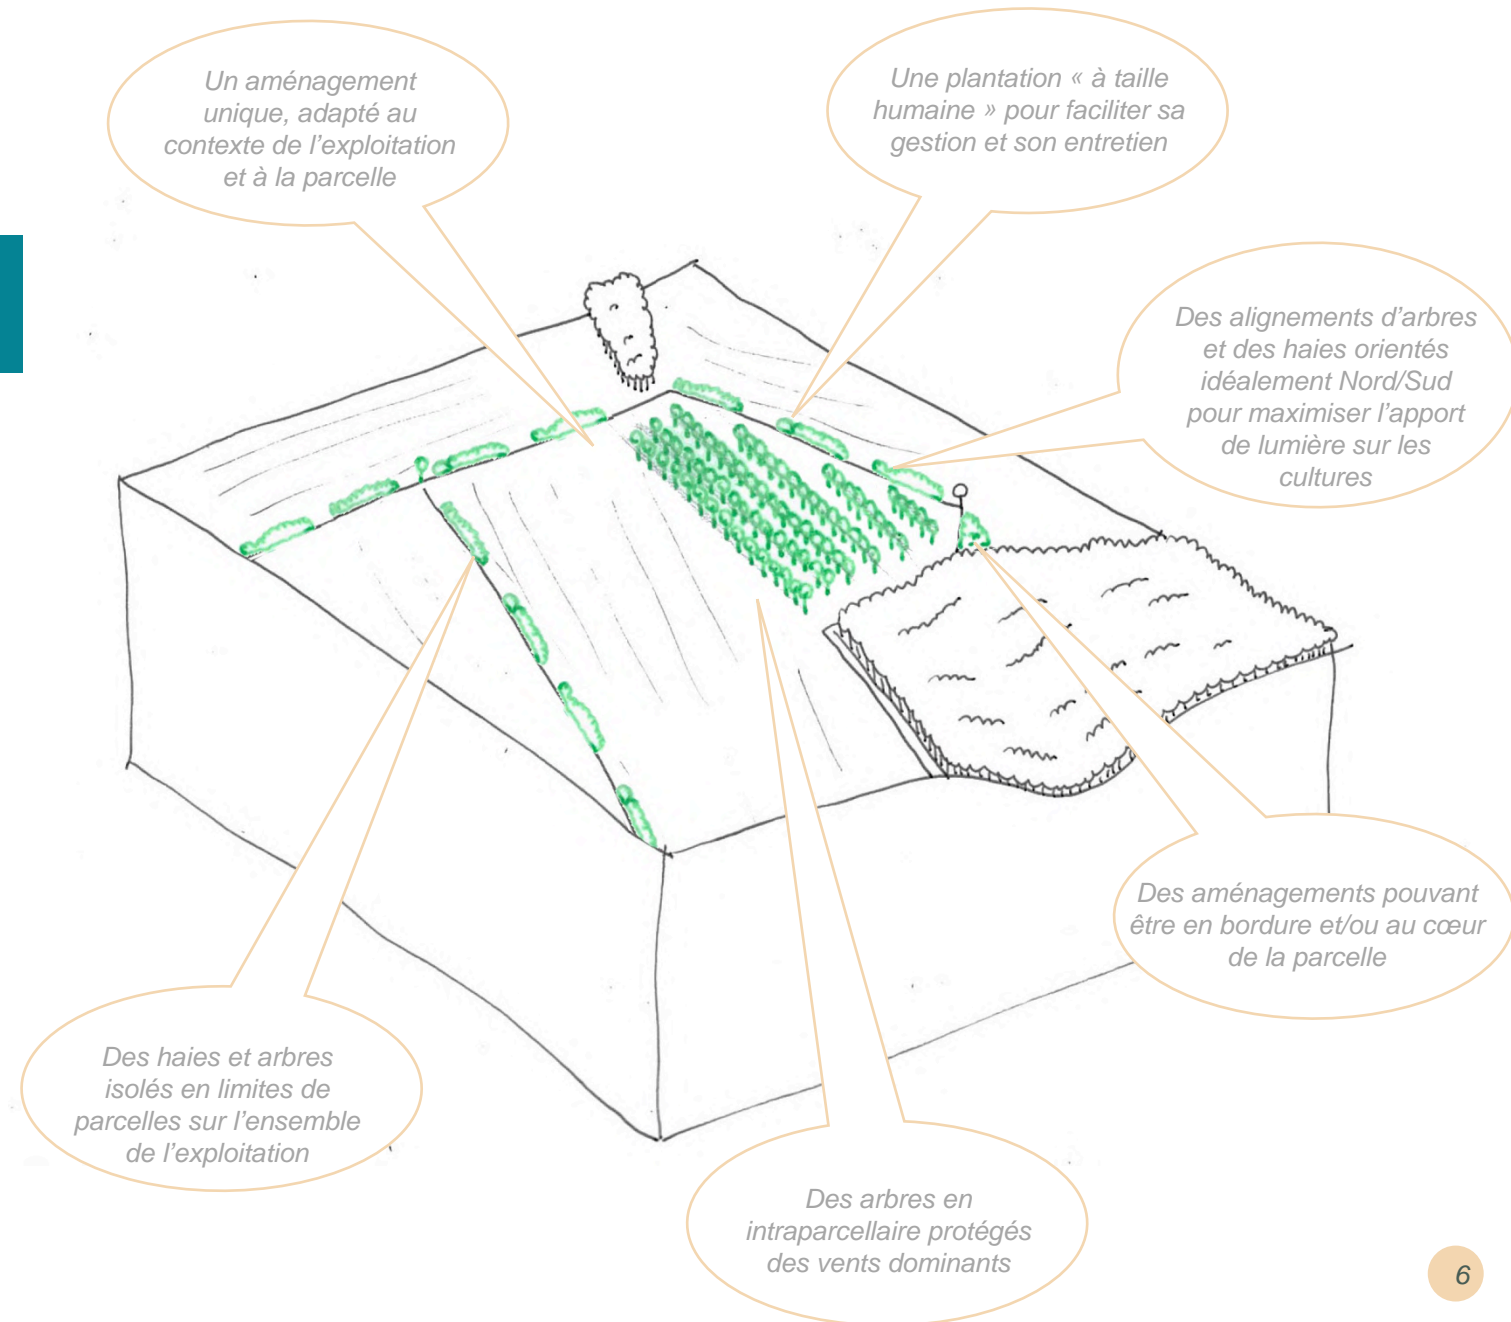 Un aménagement
unique, adapté au
contexte de l’exploitation
et à la parcelle
Une plantation « à taille
humaine » pour faciliter sa
gestion et son entretien
Des alignements d’arbres
et des haies orientés
idéalement Nord/Sud
pour maximiser l’apport
de lumière sur les
cultures
Des aménagements pouvant
être en bordure et/ou au cœur
de la parcelle
Des haies et arbres
isolés en limites de
parcelles sur l’ensemble
de l’exploitation
Des arbres en
intraparcellaire protégés
des vents dominants
6